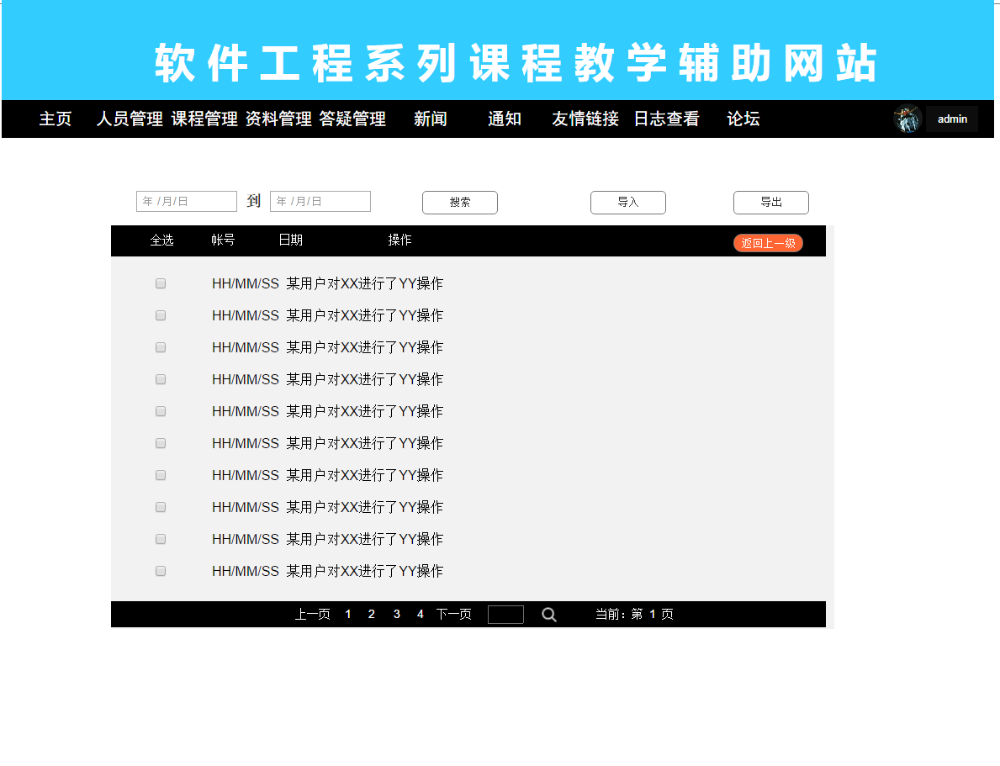 软件工程系列课程教学辅助网站
主页 人员管理 课程管理 资料管理 答疑管理 新闻 通知 友情链接 日志查看 论坛 admin
年 /月/日 到 年 /月/日 搜索 导入 导出
全选 帐号 日期 操作 返回上一级
HH/MM/SS 某用户对XX进行了YY操作
HH/MM/SS 某用户对XX进行了YY操作
HH/MM/SS 某用户对XX进行了YY操作
HH/MM/SS 某用户对XX进行了YY操作
HH/MM/SS 某用户对XX进行了YY操作
HH/MM/SS 某用户对XX进行了YY操作
HH/MM/SS 某用户对XX进行了YY操作
HH/MM/SS 某用户对XX进行了YY操作
HH/MM/SS 某用户对XX进行了YY操作
HH/MM/SS 某用户对XX进行了YY操作
上一页 1 2 3 4 下一页 当前：第 1 页